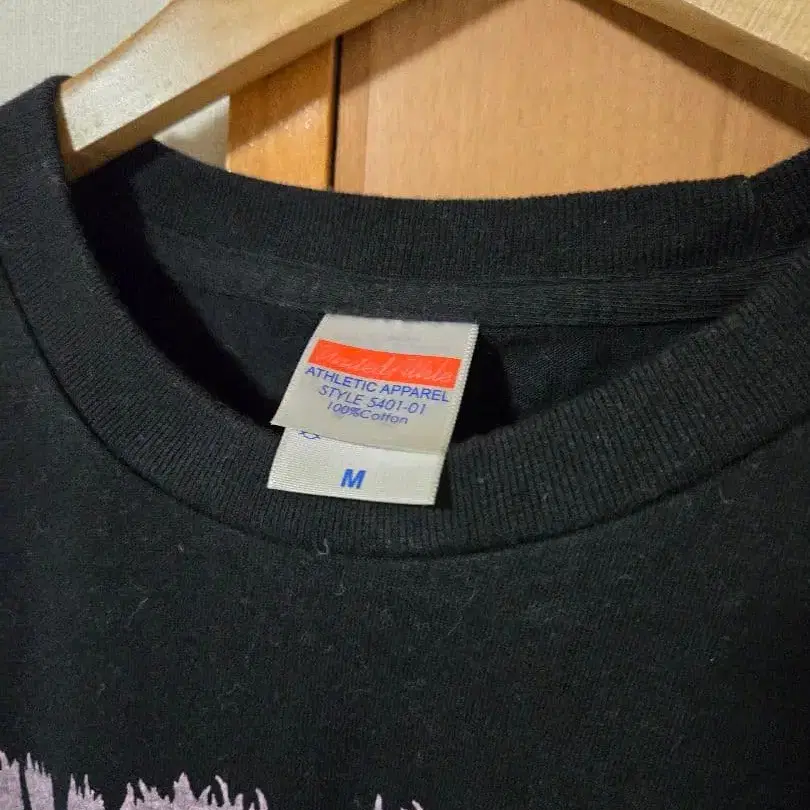 ATHLETIC APPAREL
STYLE 5401-01
100%Cotton
M